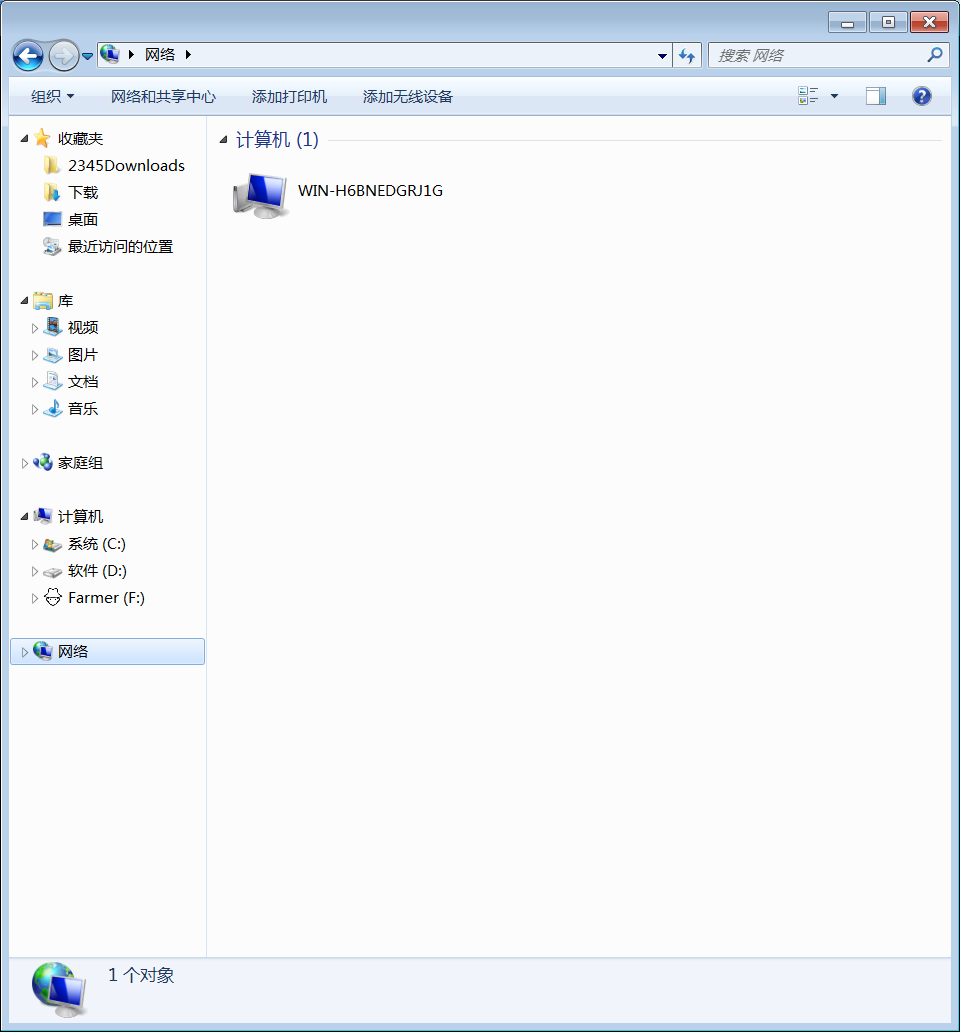 网络
搜索 网络
组织 网络和共享中心 添加打印机 添加无线设备
收藏夹
2345Downloads
下载
桌面
最近访问的位置
库
视频
图片
文档
音乐
家庭组
计算机
系统 (C:)
软件 (D:)
Farmer (F:)
网络
计算机 (1)
WIN-H6BNEDGRJ1G
1 个对象